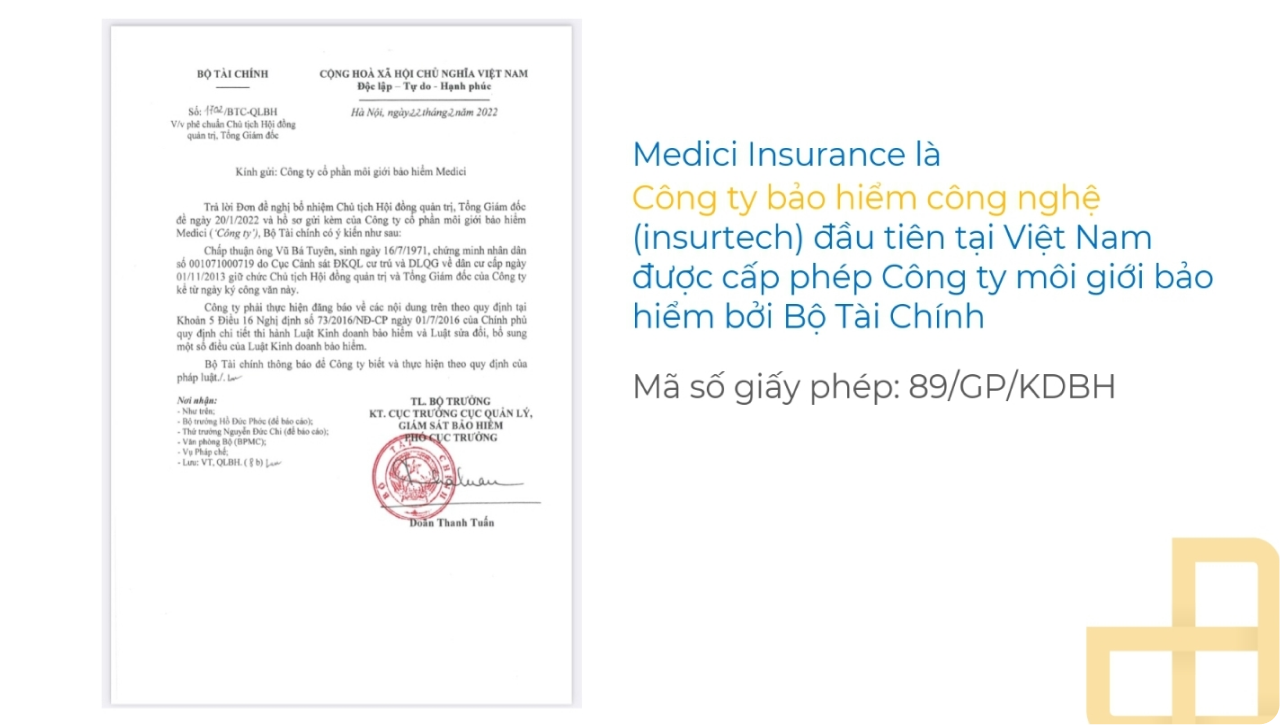 BỘ TÀI CHÍNH
CỘNG HOÀ XÃ HỘI CHỦ NGHĨA VIỆT NAM
Độc lập – Tự do - Hạnh phúc
Số: 1702/BTC-QLBH
V/v phê chuẩn Chủ tịch Hội đồng
quản trị, Tổng Giám đốc
Hà Nội, ngày 22 tháng 2 năm 2022
Kính gửi: Công ty cổ phần môi giới bảo hiểm Medici
Trả lời Đơn đề nghị bổ nhiệm Chủ tịch Hội đồng quản trị, Tổng Giám đốc
đề ngày 20/1/2022 và hồ sơ gửi kèm của Công ty cổ phần môi giới bảo hiểm
Medici (‘Công ty’), Bộ Tài chính có ý kiến như sau:
Chấp thuận ông Vũ Bá Tuyên, sinh ngày 16/7/1971, chứng minh nhân dân
số 001071000719 do Cục Cảnh sát ĐKQL cư trú và DLQG về dân cư cấp ngày
01/11/2013 giữ chức Chủ tịch Hội đồng quản trị và Tổng Giám đốc của Công ty
kể từ ngày ký công văn này.
Công ty phải thực hiện đăng báo về các nội dung trên theo quy định tại
Khoản 5 Điều 16 Nghị định số 73/2016/NĐ-CP ngày 01/7/2016 của Chính phủ
quy định chi tiết thi hành Luật Kinh doanh bảo hiểm và Luật sửa đổi, bổ sung
một số điều của Luật Kinh doanh bảo hiểm.
Bộ Tài chính thông báo để Công ty biết và thực hiện theo quy định của
pháp luật./.
Nơi nhận:
- Như trên;
- Bộ trưởng Hồ Đức Phớc (để báo cáo);
- Thứ trưởng Nguyễn Đức Chi (để báo cáo);
- Văn phòng Bộ (BPMC);
- Vụ Pháp chế;
- Lưu: VT, QLBH. (8b)
TL. BỘ TRƯỞNG
KT. CỤC TRƯỞNG CỤC QUẢN LÝ,
GIÁM SÁT BẢO HIỂM
PHÓ CỤC TRƯỞNG
BỘ TÀI CHÍNH
Doãn Thanh Tuấn
Medici Insurance là
Công ty bảo hiểm công nghệ
(insurtech) đầu tiên tại Việt Nam
được cấp phép Công ty môi giới bảo
hiểm bởi Bộ Tài Chính
Mã số giấy phép: 89/GP/KDBH